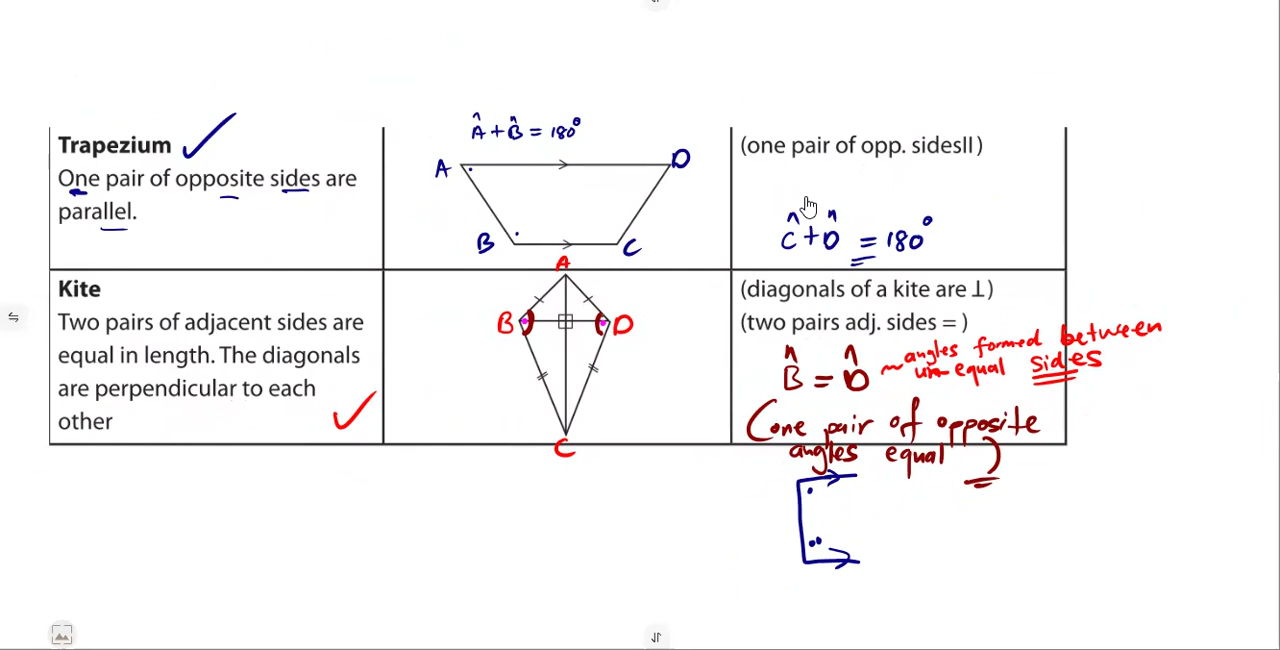 Trapezium
One pair of opposite sides are
parallel.
Â + B̂ = 180°
A
D
B
C
(one pair of opp. sides||)
Ĉ + D̂ = 180°
Kite
Two pairs of adjacent sides are
equal in length. The diagonals
are perpendicular to each
other
A
B
D
C
(diagonals of a kite are ⊥)
(two pairs adj. sides = )
B̂ = D̂
~angles formed between
un-equal sides
(one pair of opposite
angles equal)